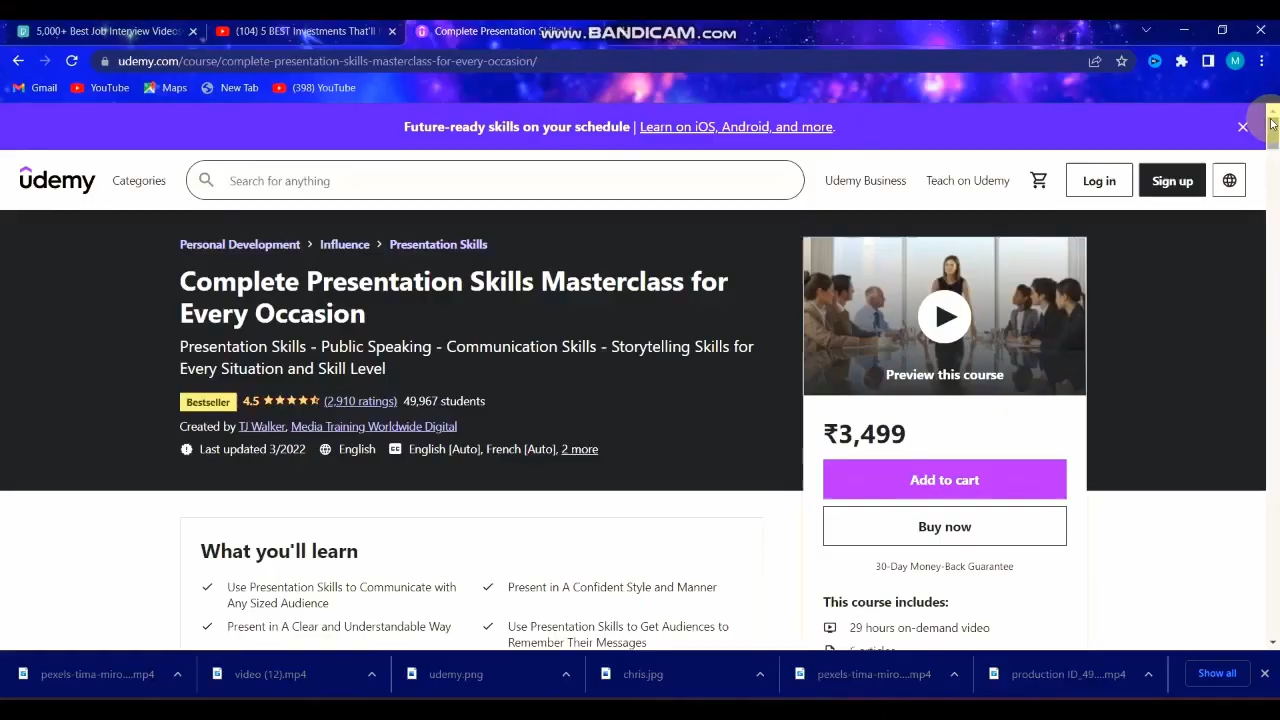 5,000+ Best Job Interview Videos
(104) 5 BEST Investments That'll
Complete Presentation Skills
WWW.BANDICAM.COM
udemy.com/course/complete-presentation-skills-masterclass-for-every-occasion/
M
Gmail
YouTube
Maps
New Tab
(398) YouTube
Future-ready skills on your schedule | Learn on iOS, Android, and more.
udemy
Categories
Search for anything
Udemy Business
Teach on Udemy
Log in
Sign up
Personal Development > Influence > Presentation Skills
Complete Presentation Skills Masterclass for
Every Occasion
Presentation Skills - Public Speaking - Communication Skills - Storytelling Skills for
Every Situation and Skill Level
Bestseller 4.5 (2,910 ratings) 49,967 students
Created by TJ Walker, Media Training Worldwide Digital
Last updated 3/2022 English CC English [Auto], French [Auto], 2 more
Preview this course
₹3,499
Add to cart
Buy now
30-Day Money-Back Guarantee
This course includes:
29 hours on-demand video
What you'll learn
Use Presentation Skills to Communicate with
Any Sized Audience
Present in A Confident Style and Manner
Present in A Clear and Understandable Way
Use Presentation Skills to Get Audiences to
Remember Their Messages
pexels-tima-miro....mp4
video (12).mp4
udemy.png
chris.jpg
pexels-tima-miro....mp4
production ID_49....mp4
Show all